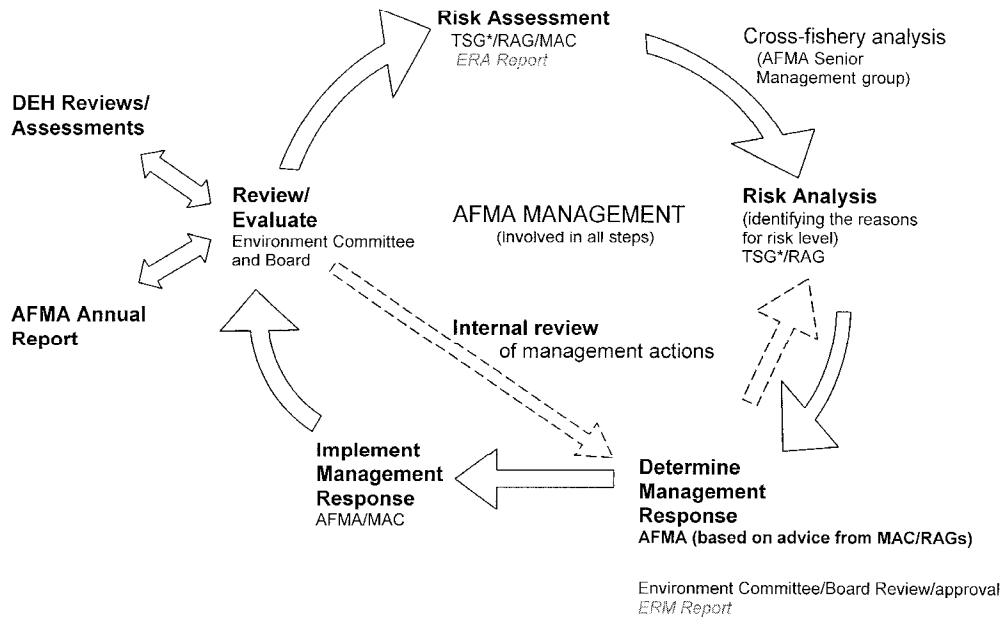 Risk Assessment
TSG*/RAG/MAC
ERA Report
Cross-fishery analysis
(AFMA Senior
Management group)
DEH Reviews/
Assessments
Review/
Evaluate
Environment Committee
and Board
AFMA MANAGEMENT
(Involved in all steps)
Risk Analysis
(identifying the reasons
for risk level)
TSG*/RAG
AFMA Annual
Report
Internal review
of management actions
Implement
Management
Response
AFMA/MAC
Determine
Management
Response
AFMA (based on advice from MAC/RAGs)
Environment Committee/Board Review/approval
ERM Report